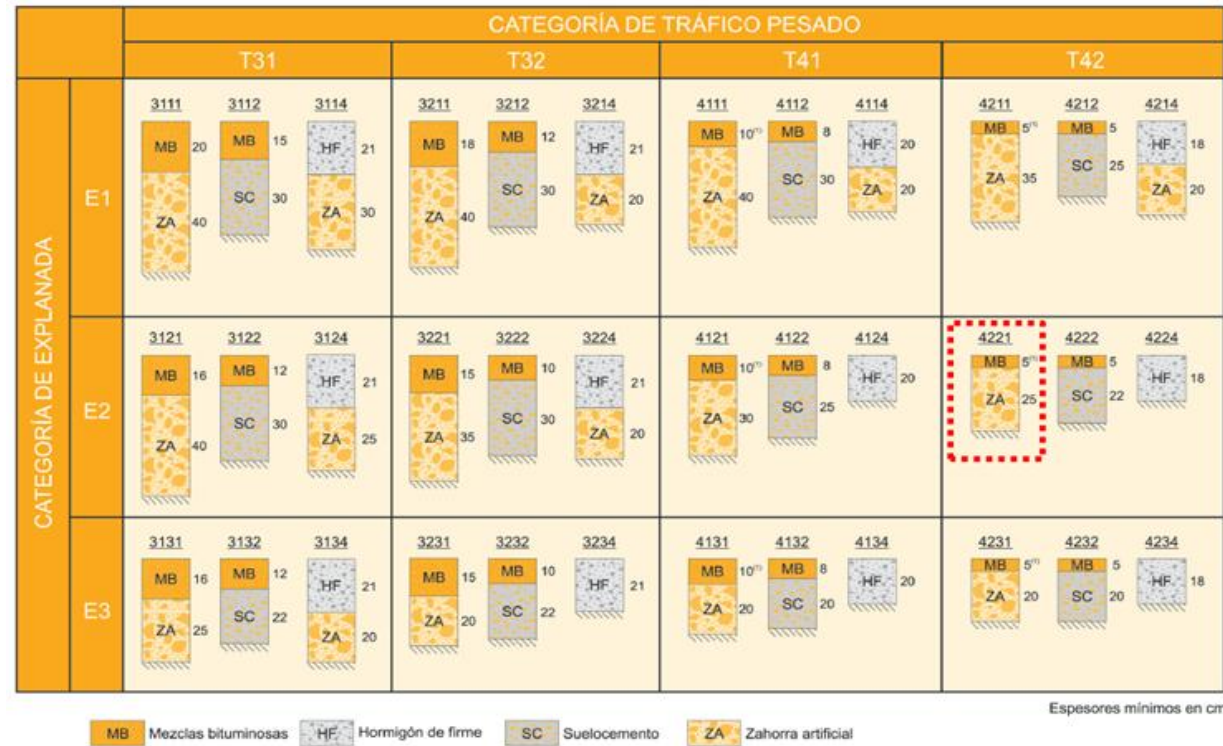 CATEGORÍA DE TRÁFICO PESADO
T31 T32 T41 T42
CATEGORÍA DE EXPLANADA
E1
3111 3112 3114 3211 3212 3214 4111 4112 4114 4211 4212 4214
MB 20 MB 15 HF 21 MB 18 MB 12 HF 21 MB 10(1) MB 8 HF 20 MB 5(1) MB 5 HF 18
ZA 40 SC 30 ZA 30 ZA 40 SC 30 ZA 20 ZA 40 SC 30 ZA 20 ZA 35 SC 25 ZA 20
E2
3121 3122 3124 3221 3222 3224 4121 4122 4124 4221 4222 4224
MB 16 MB 12 HF 21 MB 15 MB 10 HF 21 MB 10(1) MB 8 HF 20 MB 5(1) MB 5 HF 18
ZA 40 SC 30 ZA 25 ZA 35 SC 30 ZA 20 ZA 30 SC 25 ZA 25 SC 22
E3
3131 3132 3134 3231 3232 3234 4131 4132 4134 4231 4232 4234
MB 16 MB 12 HF 21 MB 15 MB 10 HF 21 MB 10(1) MB 8 HF 20 MB 5(1) MB 5 HF 18
ZA 25 SC 22 ZA 20 ZA 20 SC 22 ZA 20 SC 20 ZA 20 SC 20
Espesores mínimos en cm
MB Mezclas bituminosas HF Hormigón de firme SC Suelocemento ZA Zahorra artificial